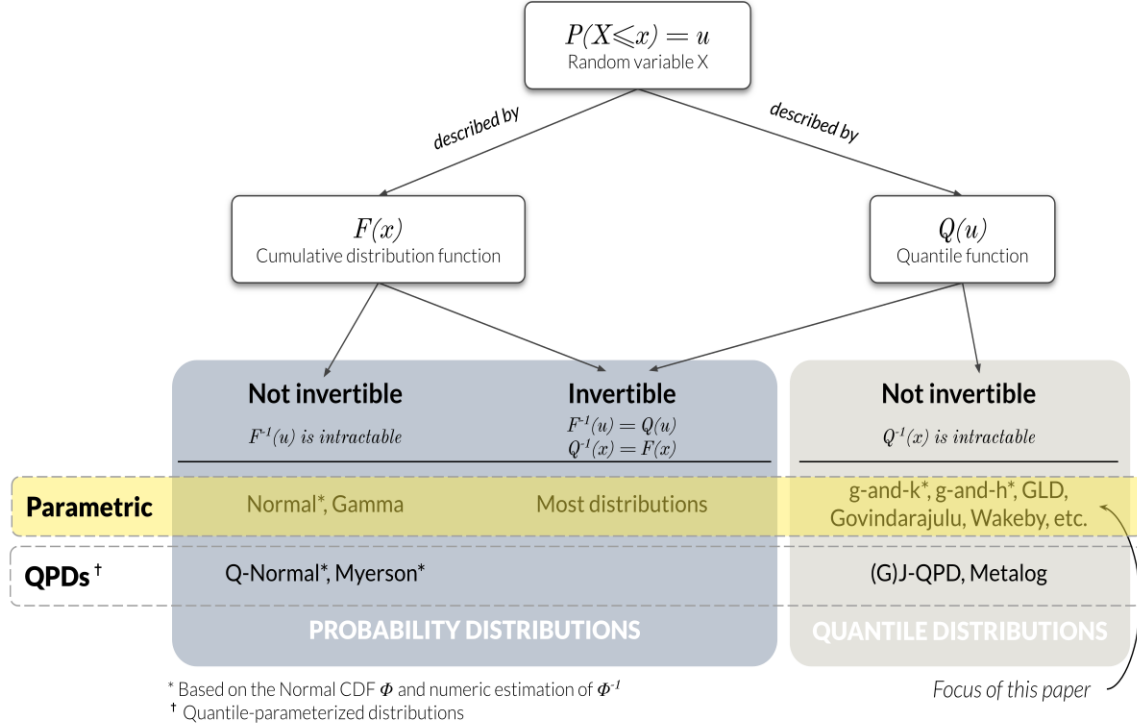 P(X⩽x) = u
Random variable X
described by
described by
F(x)
Cumulative distribution function
Q(u)
Quantile function
Not invertible
F⁻¹(u) is intractable
Invertible
F⁻¹(u) = Q(u)
Q⁻¹(x) = F(x)
Not invertible
Q⁻¹(x) is intractable
Parametric
Normal*, Gamma
Most distributions
g-and-k*, g-and-h*, GLD,
Govindarajulu, Wakeby, etc.
QPDs †
Q-Normal*, Myerson*
(G)J-QPD, Metalog
PROBABILITY DISTRIBUTIONS
QUANTILE DISTRIBUTIONS
* Based on the Normal CDF Φ and numeric estimation of Φ⁻¹
† Quantile-parameterized distributions
Focus of this paper